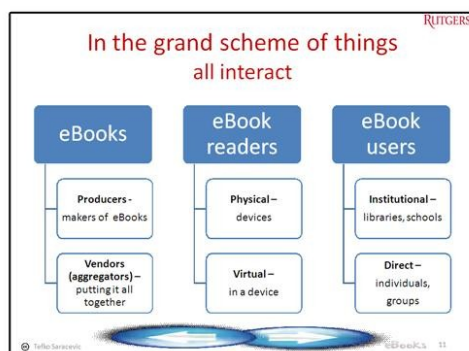 RUTGERS
In the grand scheme of things
all interact
eBooks
Producers -
makers of eBooks
Vendors
(aggregators) –
putting it all
together
eBook
readers
Physical –
devices
Virtual –
in a device
eBook
users
Institutional –
libraries, schools
Direct –
individuals,
groups
cc Tefko Saracevic
eBooks
11